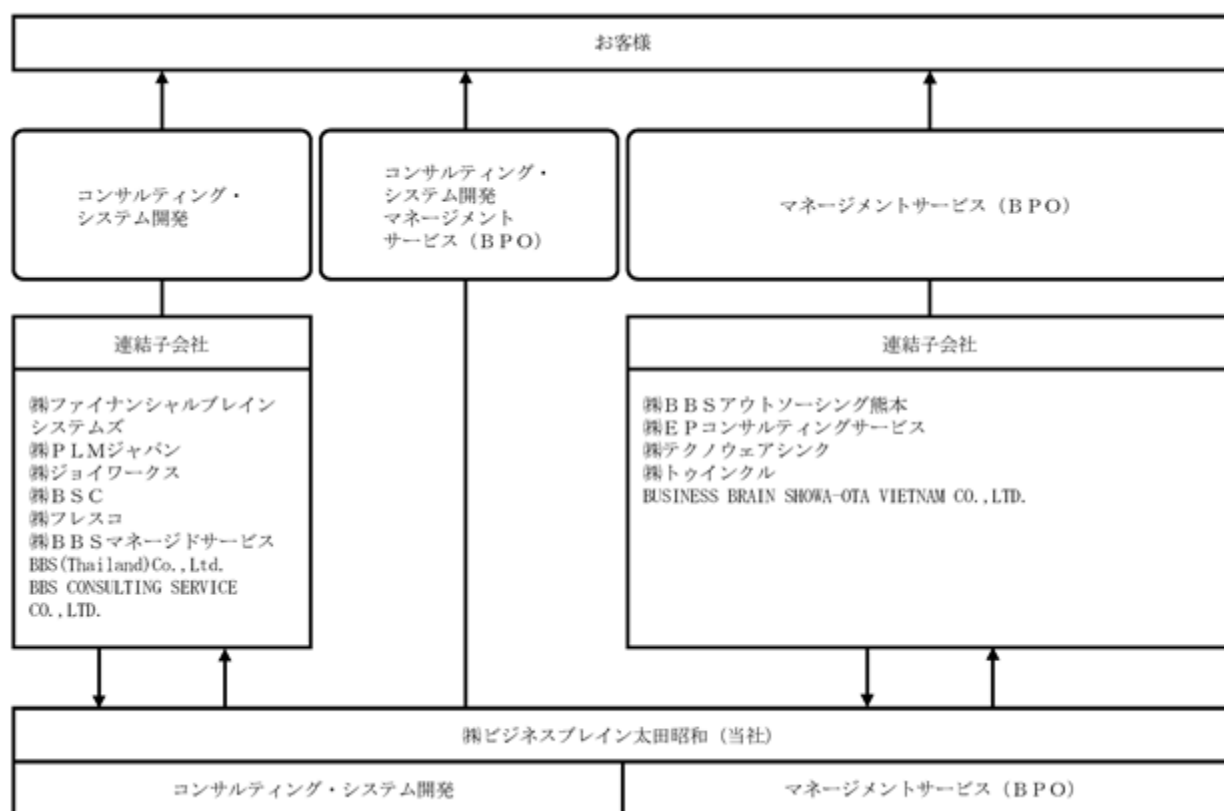 お客様
コンサルティング・
システム開発
コンサルティング・
システム開発
マネージメント
サービス（ＢＰＯ）
マネージメントサービス（ＢＰＯ）
連結子会社
㈱ファイナンシャルブレイン
システムズ
㈱ＰＬＭジャパン
㈱ジョイワークス
㈱ＢＳＣ
㈱フレスコ
㈱ＢＢＳマネージドサービス
BBS(Thailand)Co.,Ltd.
BBS CONSULTING SERVICE
CO.,LTD.
連結子会社
㈱ＢＢＳアウトソーシング熊本
㈱ＥＰコンサルティングサービス
㈱テクノウェアシンク
㈱トゥインクル
BUSINESS BRAIN SHOWA-OTA VIETNAM CO.,LTD.
㈱ビジネスブレイン太田昭和（当社）
コンサルティング・システム開発
マネージメントサービス（ＢＰＯ）